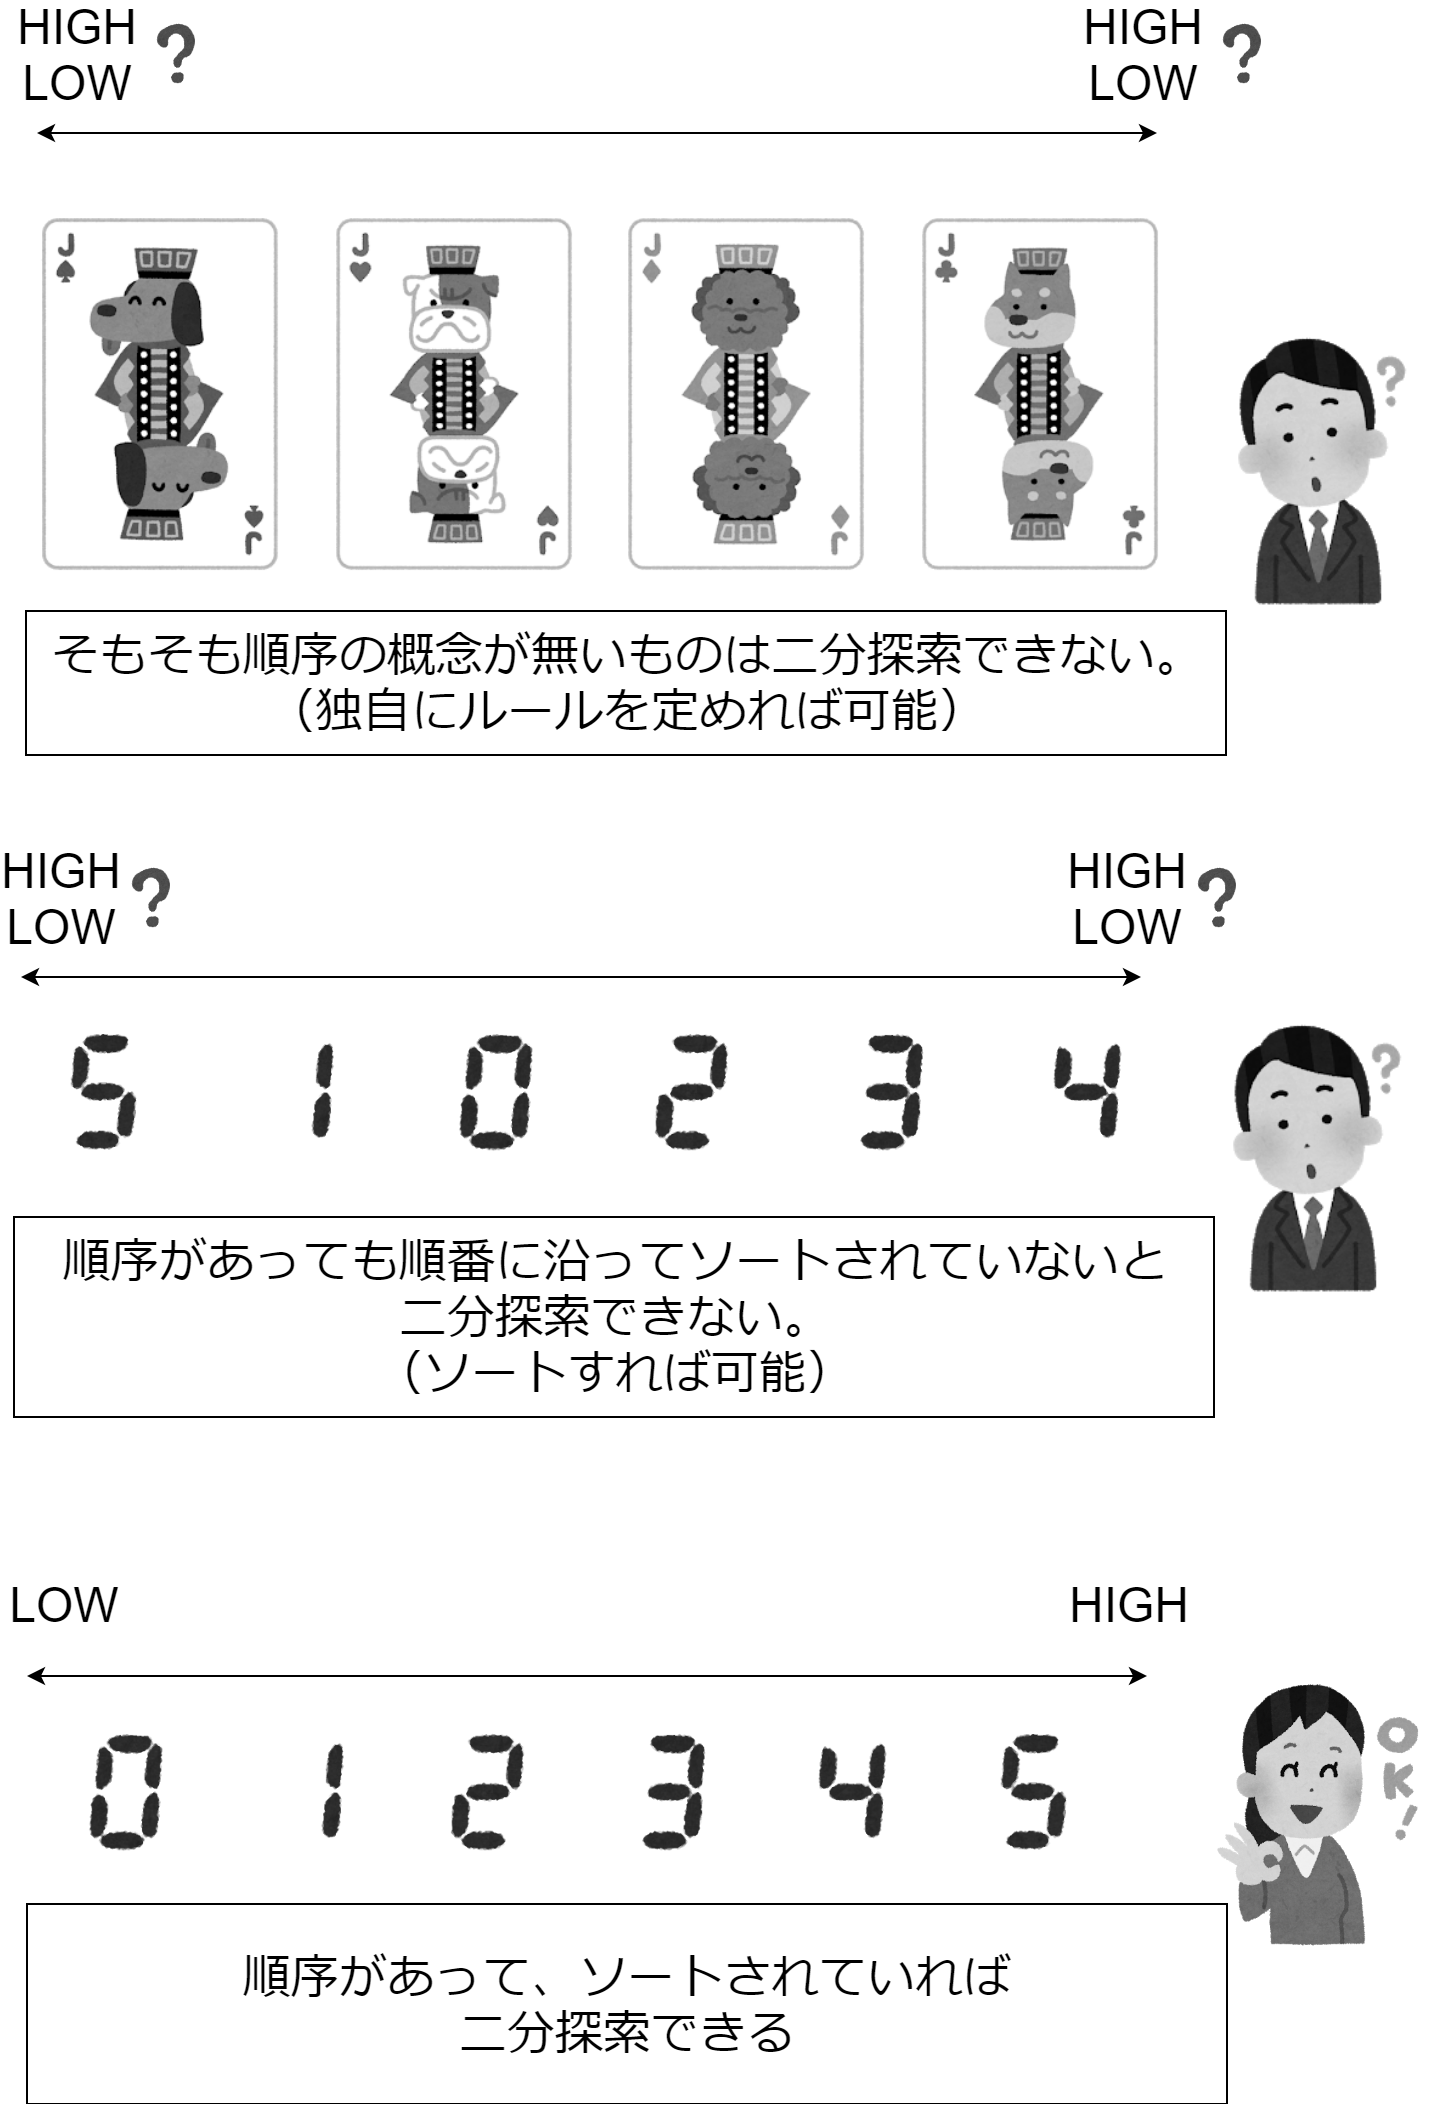 HIGH
LOW ?
HIGH
LOW ?
J
J
J
J
?
J
J
J
J
そもそも順序の概念が無いものは二分探索できない。
（独自にルールを定めれば可能）
HIGH
LOW ?
HIGH
LOW ?
5 1 0 2 3 4
?
順序があっても順番に沿ってソートされていないと
二分探索できない。
（ソートすれば可能）
LOW
HIGH
0 1 2 3 4 5
OK!
順序があって、ソートされていれば
二分探索できる